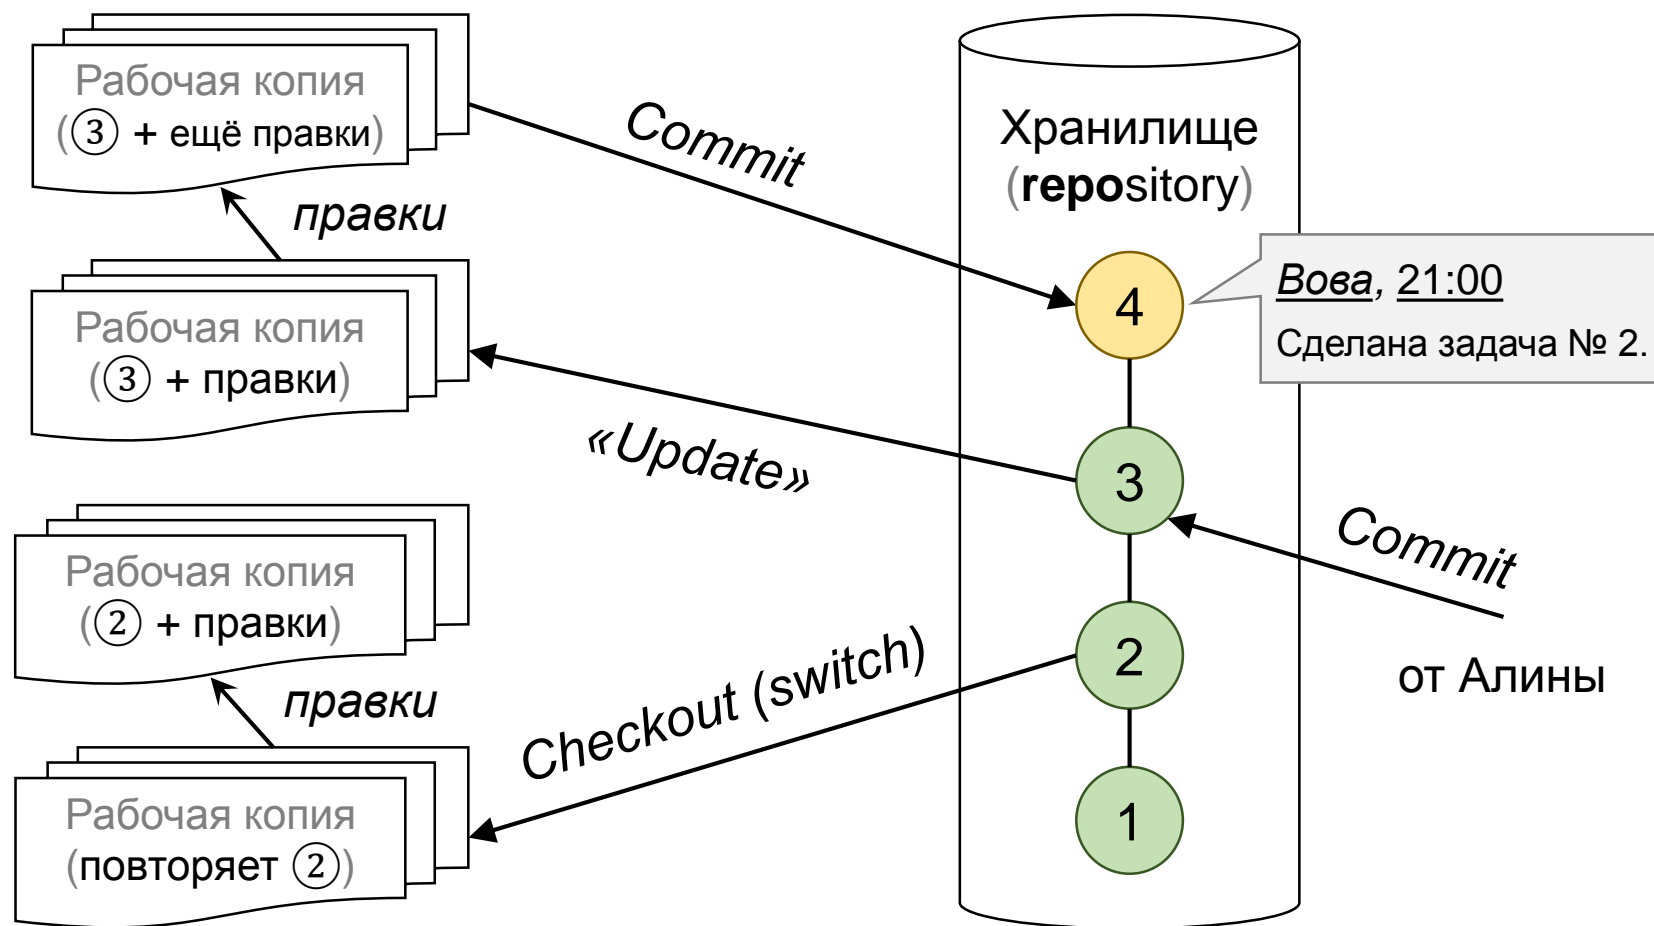 Рабочая копия
(③ + ещё правки)
правки
Рабочая копия
(③ + правки)
Рабочая копия
(② + правки)
правки
Рабочая копия
(повторяет ②)
Commit
«Update»
Checkout (switch)
Хранилище
(repository)
4
3
2
1
Вова, 21:00
Сделана задача № 2.
Commit
от Алины